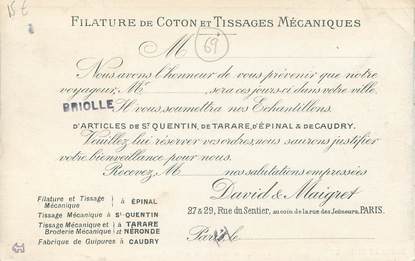 15 €
FILATURE DE COTON ET TISSAGES MÉCANIQUES
M
69
Nous avons l'honneur de vous prévenir que notre
voyageur, M sera ces jours-ci dans votre ville.
BRIOLLE Il vous soumettra nos Echantillons.
D'ARTICLES DE ST QUENTIN, DE TARARE, D'ÉPINAL & DE CAUDRY.
Veuillez lui réserver vos ordres, nous saurons justifier
votre bienveillance pour nous.
Recevez, M nos salutations empressées
David & Maigret
27 & 29, Rue du Sentier, au coin de la rue des Jeûneurs, PARIS.
Paris, le
Filature et Tissage Mécanique à ÉPINAL
Tissage Mécanique à ST-QUENTIN
Tissage Mécanique et Broderie Mécanique à TARARE et NÉRONDE
Fabrique de Guipures à CAUDRY